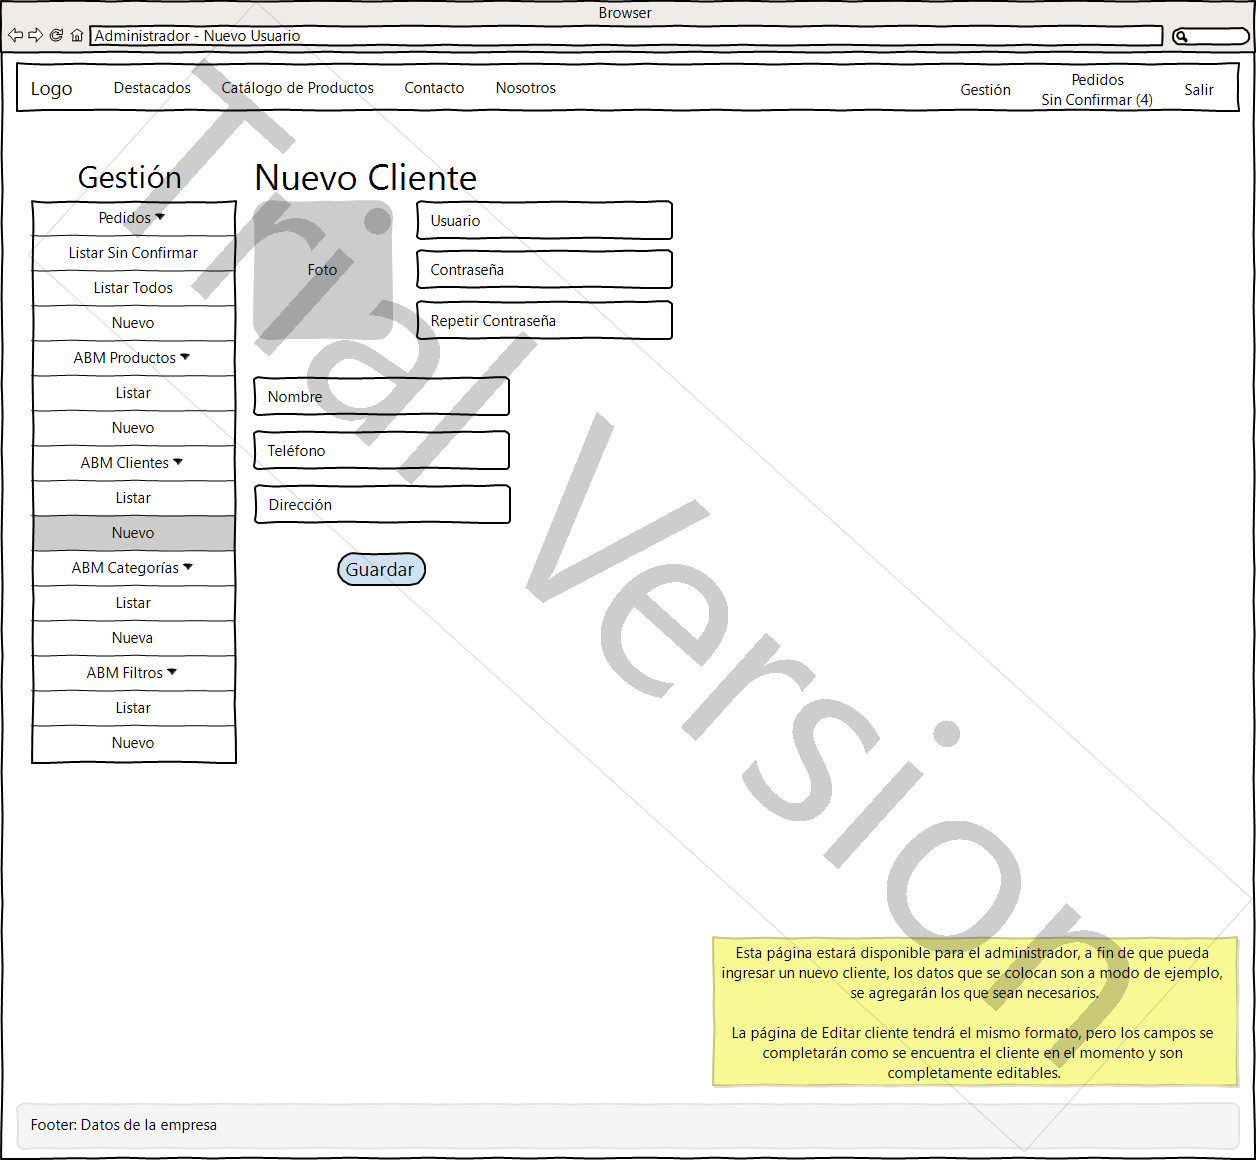 Browser
Administrador - Nuevo Usuario
Logo
Destacados
Catálogo de Productos
Contacto
Nosotros
Gestión
Pedidos
Sin Confirmar (4)
Salir
Gestión
Pedidos
Listar Sin Confirmar
Listar Todos
Nuevo
ABM Productos
Listar
Nuevo
ABM Clientes
Listar
Nuevo
ABM Categorías
Listar
Nueva
ABM Filtros
Listar
Nuevo
Nuevo Cliente
Foto
Usuario
Contraseña
Repetir Contraseña
Nombre
Teléfono
Dirección
Guardar
Trial Version
Esta página estará disponible para el administrador, a fin de que pueda
ingresar un nuevo cliente, los datos que se colocan son a modo de ejemplo,
se agregarán los que sean necesarios.
La página de Editar cliente tendrá el mismo formato, pero los campos se
completarán como se encuentra el cliente en el momento y son
completamente editables.
Footer: Datos de la empresa